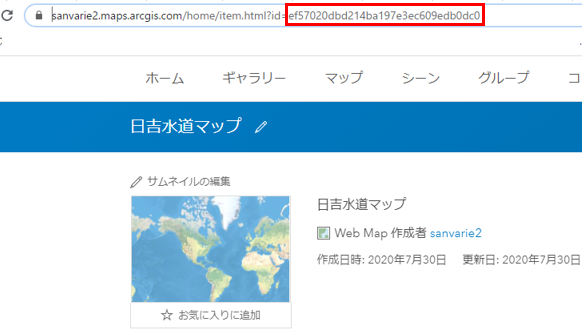 sanvarie2.maps.arcgis.com/home/item.html?id=ef57020dbd214ba197e3ec609edb0dc0
ホーム ギャラリー マップ シーン グループ コ
日吉水道マップ
サムネイルの編集
日吉水道マップ
Web Map 作成者 sanvarie2
作成日時: 2020年7月30日 更新日: 2020年7月30日
☆ お気に入りに追加